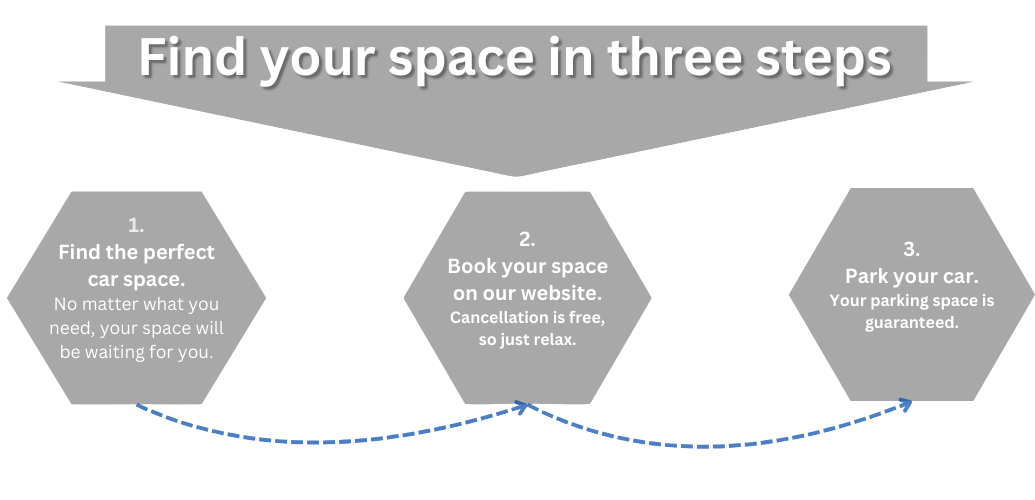 Find your space in three steps
1.
Find the perfect
car space.
No matter what you
need, your space will
be waiting for you.
2.
Book your space
on our website.
Cancellation is free,
so just relax.
3.
Park your car.
Your parking space is
guaranteed.